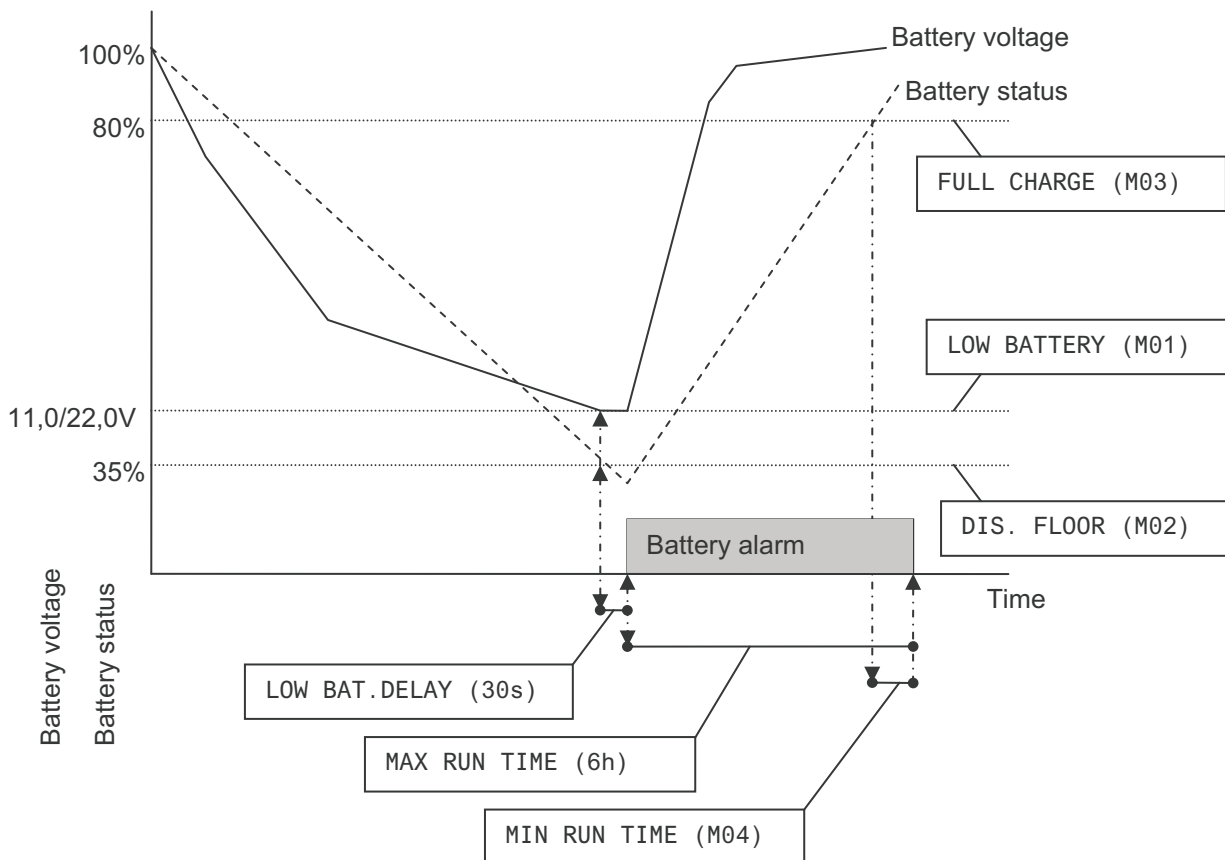 Battery voltage
100%
Battery status
80%
FULL CHARGE (M03)
LOW BATTERY (M01)
11,0/22,0V
35%
DIS. FLOOR (M02)
Battery alarm
Time
Battery voltage
Battery status
LOW BAT.DELAY (30s)
MAX RUN TIME (6h)
MIN RUN TIME (M04)